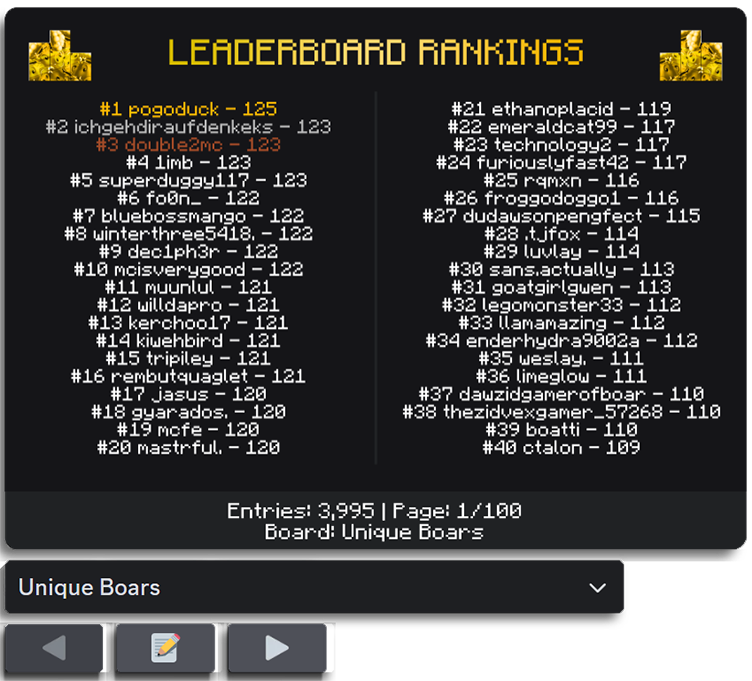 LEADERBOARD RANKINGS
#1 pogoduck - 125
#2 ichgehdiraufdenkeks - 123
#3 double2mc - 123
#4 1imb - 123
#5 superduggy117 - 123
#6 fo0n_ - 122
#7 bluebossmango - 122
#8 winterthree5418. - 122
#9 dec1ph3r - 122
#10 mcisverygood - 122
#11 muunlul - 121
#12 willdapro - 121
#13 kerchoo17 - 121
#14 kiwehbird - 121
#15 tripiley - 121
#16 rembutquaglet - 121
#17 jasus - 120
#18 gyarados. - 120
#19 mcfe - 120
#20 mastrful. - 120
#21 ethanoplacid - 119
#22 emeraldcat99 - 117
#23 technology2 - 117
#24 furiouslyfast42 - 117
#25 rqmxn - 116
#26 froggodoggo1 - 116
#27 dudawsonpengfect - 115
#28 .tjfox - 114
#29 luvlay - 114
#30 sans.actually - 113
#31 goatgirlgwen - 113
#32 legomonster33 - 112
#33 llamamazing - 112
#34 enderhydra9002a - 112
#35 weslay. - 111
#36 limeglow - 111
#37 dawzidgamerofboar - 110
#38 thezidvexgamer_57268 - 110
#39 boatti - 110
#40 ctalon - 109
Entries: 3,995 | Page: 1/100
Board: Unique Boars
Unique Boars